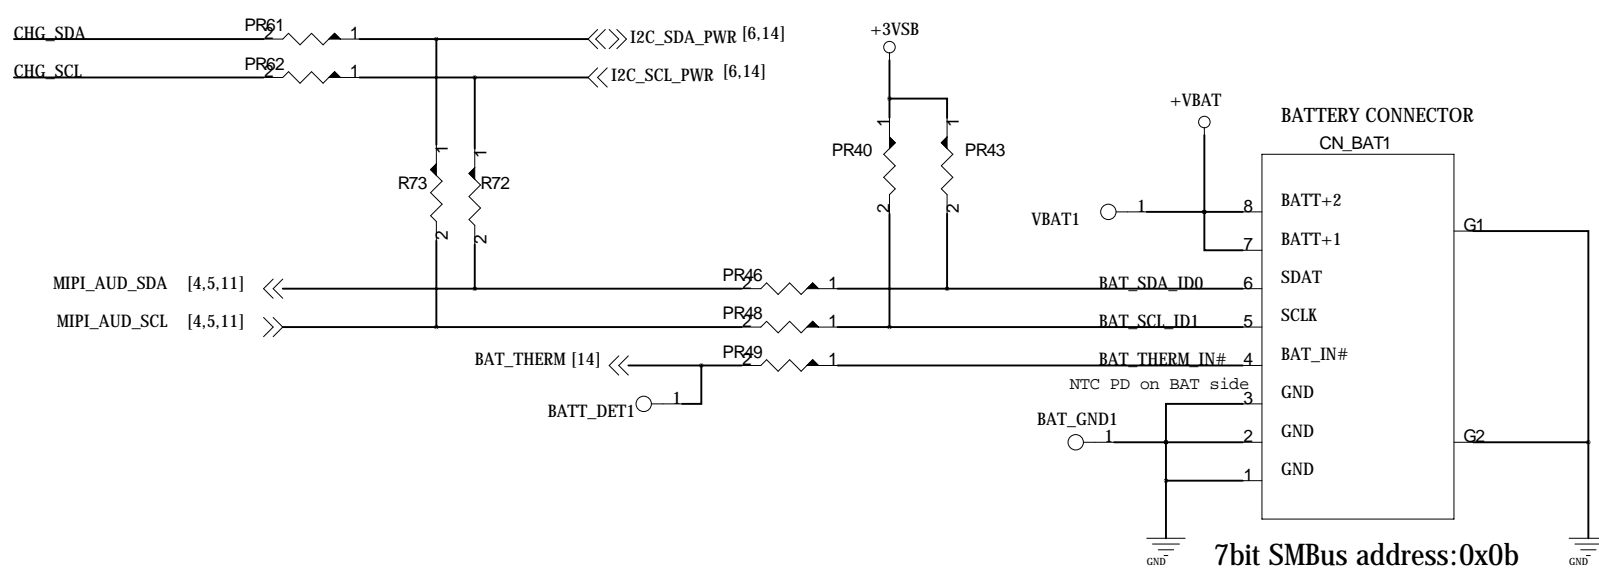 CHG_SDA
PR61
2
1
I2C_SDA_PWR [6,14]
CHG_SCL
PR62
2
1
I2C_SCL_PWR [6,14]
+3VSB
+VBAT
BATTERY CONNECTOR
CN_BAT1
1
1
PR40
PR43
2
2
1
1
R73
R72
2
2
VBAT1
1
8
BATT+2
7
BATT+1
G1
MIPI_AUD_SDA [4,5,11]
PR46
2
1
BAT_SDA_ID0
6
SDAT
MIPI_AUD_SCL [4,5,11]
PR48
2
1
BAT_SCL_ID1
5
SCLK
BAT_THERM [14]
PR49
2
1
BAT_THERM_IN#
4
BAT_IN#
NTC PD on BAT side
BATT_DET1
1
3
GND
BAT_GND1
1
2
GND
G2
1
GND
GND
7bit SMBus address:0x0b
GND